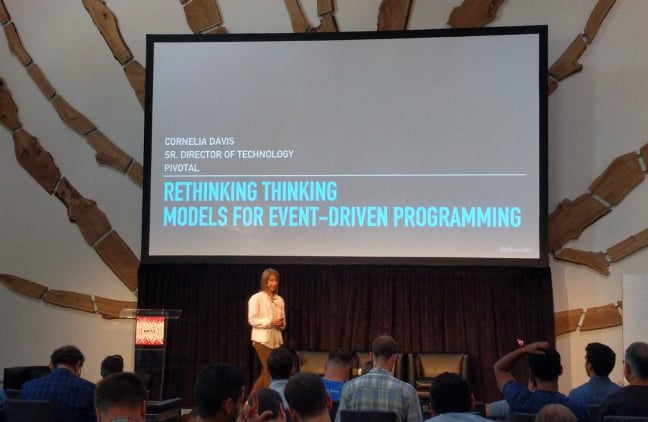 CORNELIA DAVIS
SR. DIRECTOR OF TECHNOLOGY
PIVOTAL
RETHINKING THINKING
MODELS FOR EVENT-DRIVEN PROGRAMMING